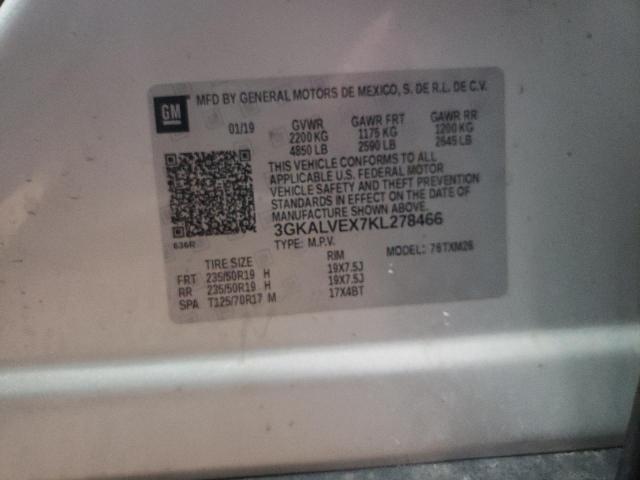 GM
MFD BY GENERAL MOTORS DE MEXICO, S. DE R.L. DE C.V.
01/19 GVWR GAWR FRT GAWR RR
2200 KG 1175 KG 1200 KG
4850 LB 2590 LB 2645 LB
THIS VEHICLE CONFORMS TO ALL
APPLICABLE U.S. FEDERAL MOTOR
VEHICLE SAFETY AND THEFT PREVENTION
STANDARDS IN EFFECT ON THE DATE OF
MANUFACTURE SHOWN ABOVE.
3GKALVEX7KL278466
636R
TYPE: M.P.V. MODEL: 76TXM26
TIRE SIZE RIM
FRT 235/50R19 H 19X7.5J
RR 235/50R19 H 19X7.5J
SPA T125/70R17 M 17X4BT